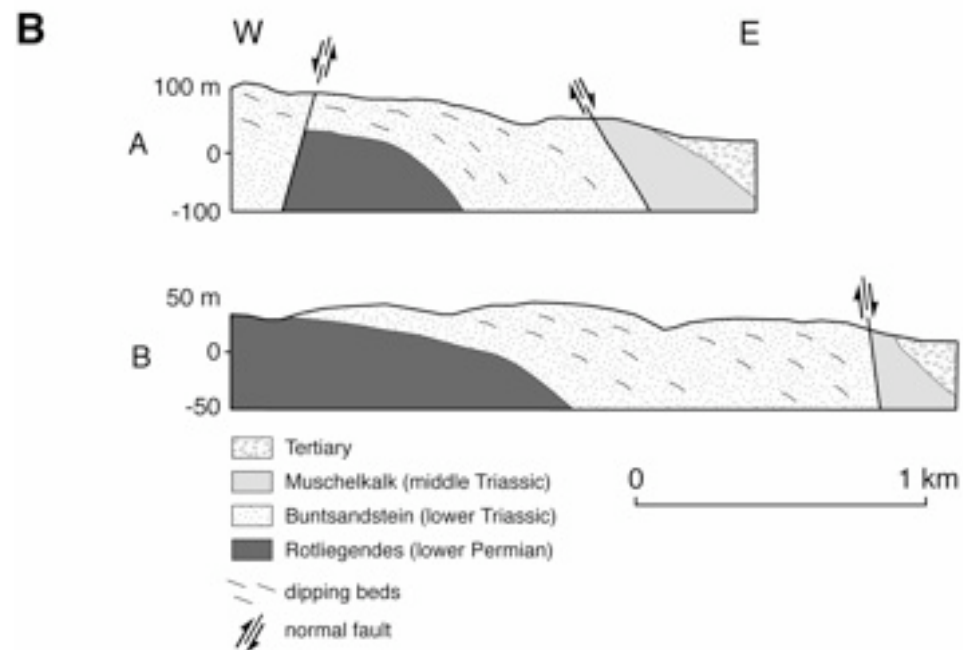 B
W E
100 m
A
0
-100
50 m
B
0
-50
Tertiary
Muschelkalk (middle Triassic)
Buntsandstein (lower Triassic)
Rotliegendes (lower Permian)
dipping beds
normal fault
0 1 km